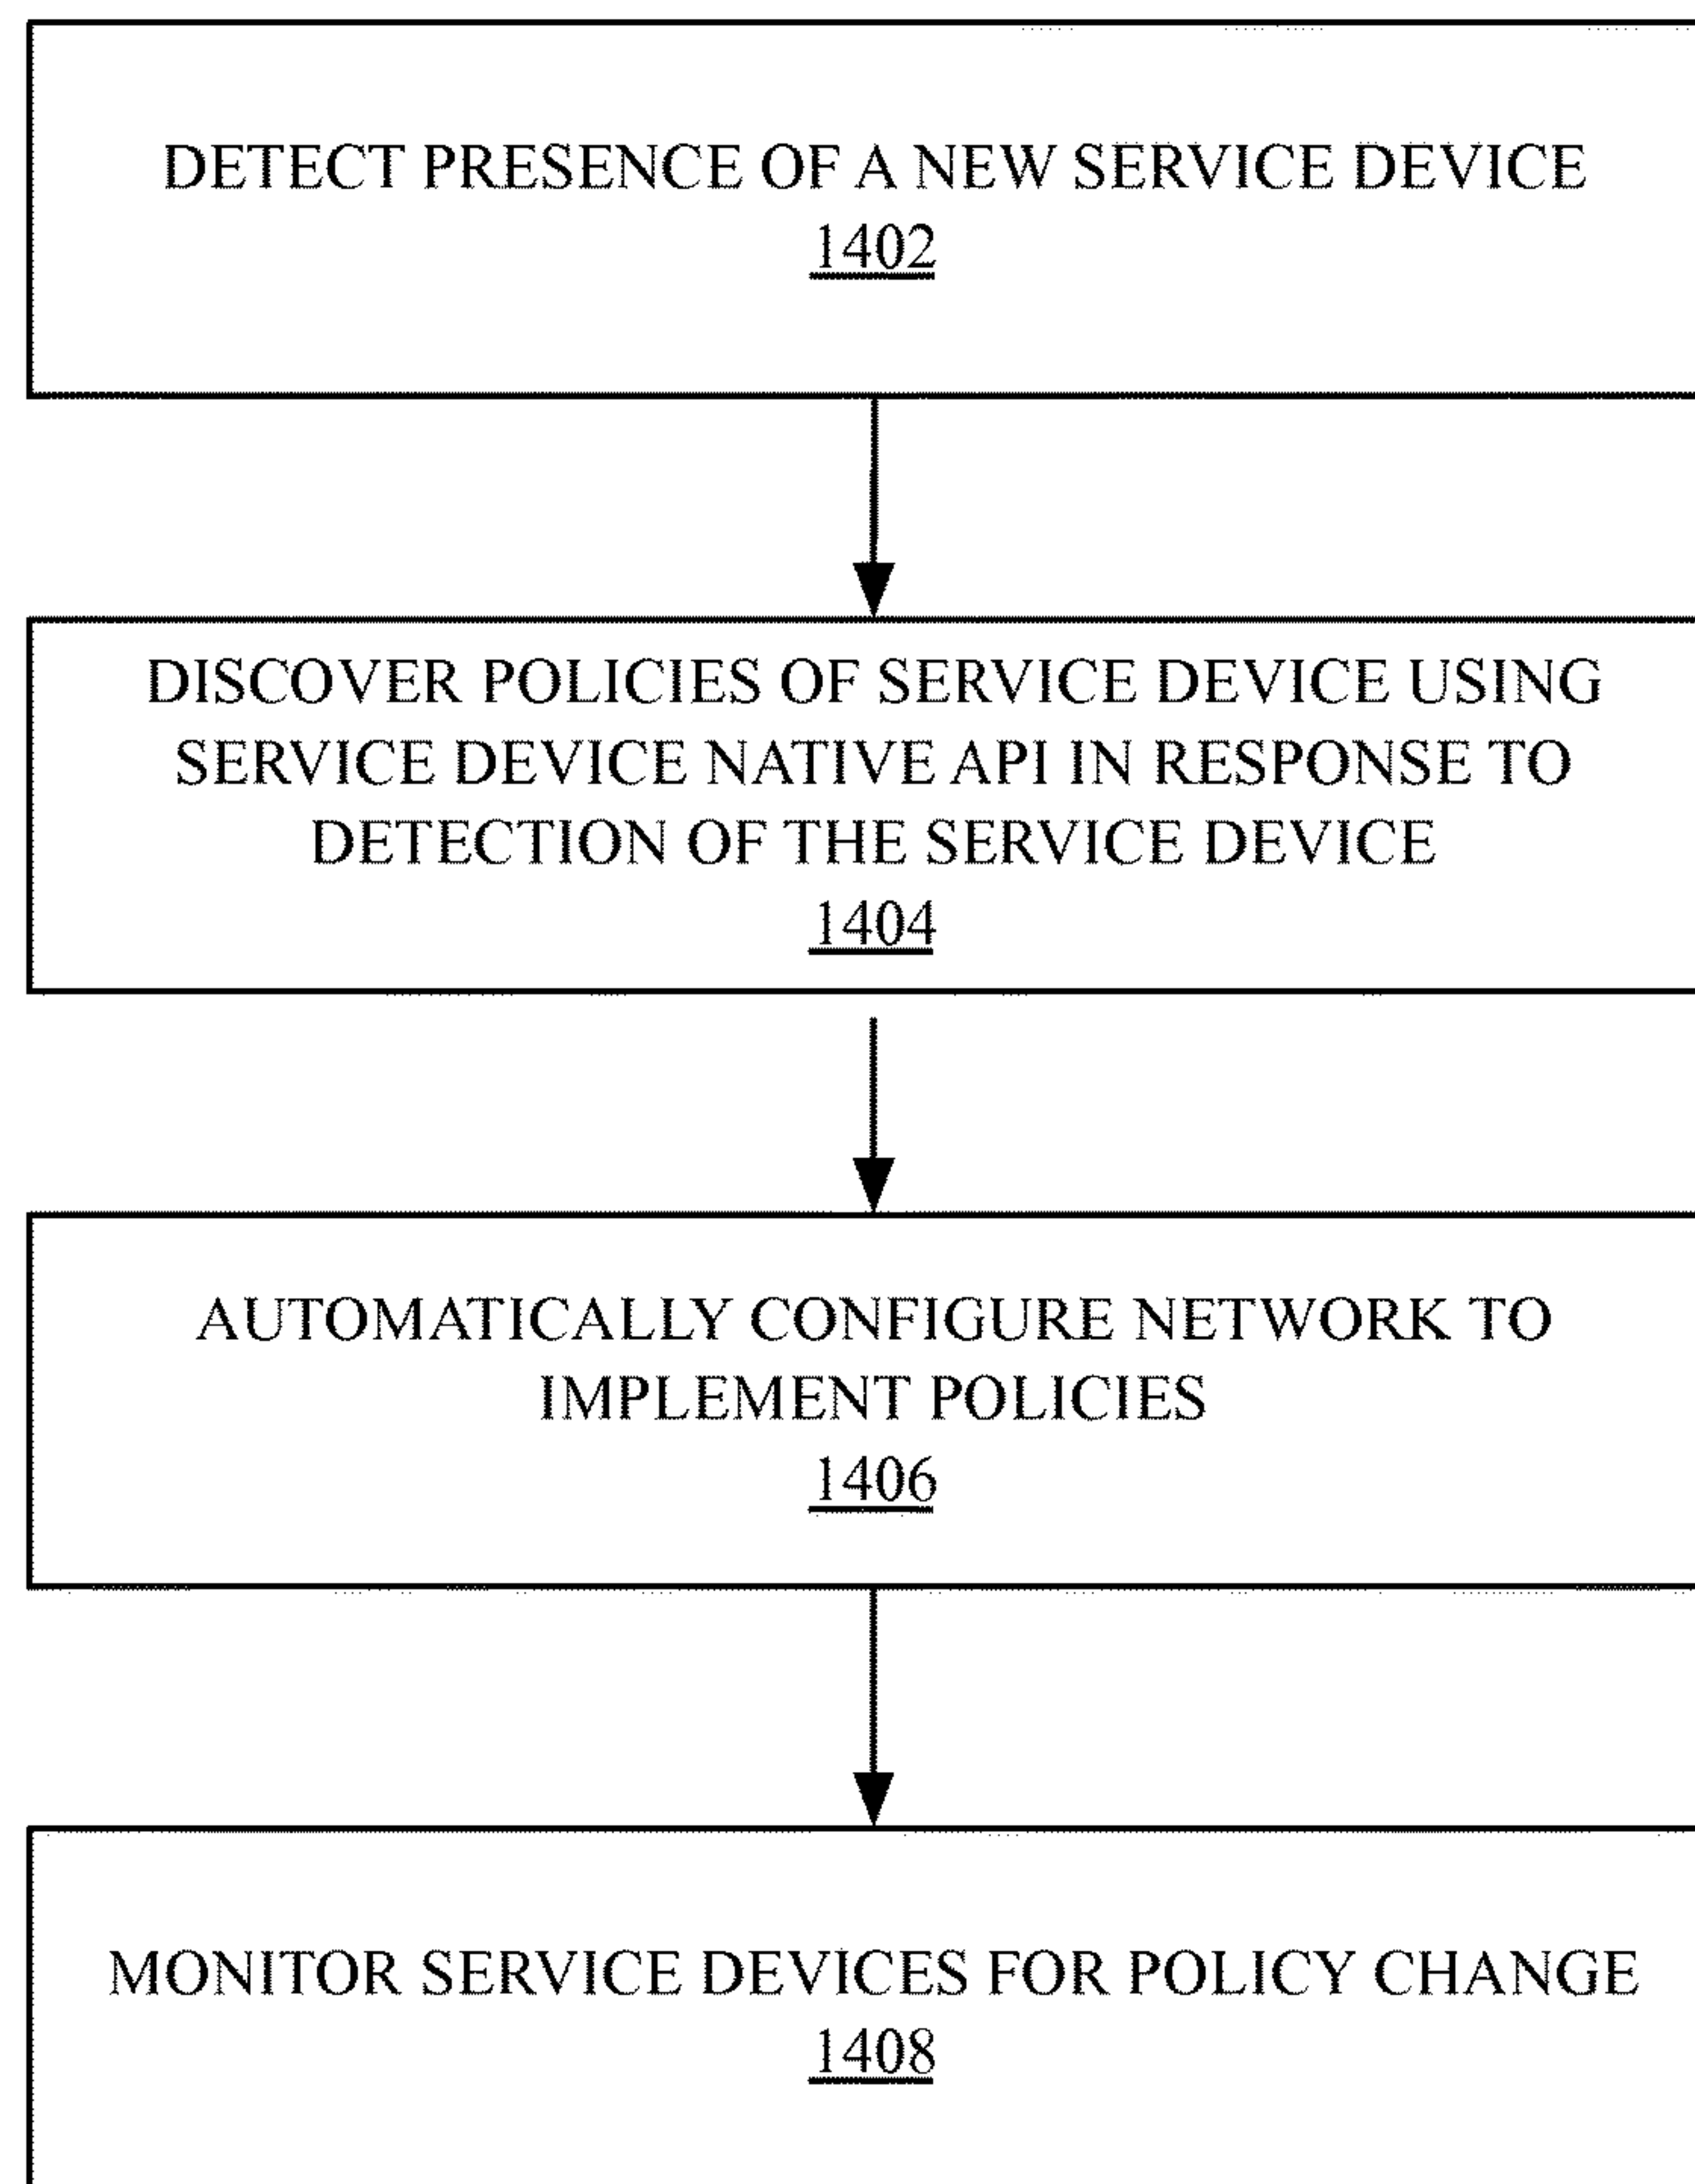 DETECT PRESENCE OF A NEW SERVICE DEVICE
1402
DISCOVER POLICIES OF SERVICE DEVICE USING
SERVICE DEVICE NATIVE API IN RESPONSE TO
DETECTION OF THE SERVICE DEVICE
1404
AUTOMATICALLY CONFIGURE NETWORK TO
IMPLEMENT POLICIES
1406
MONITOR SERVICE DEVICES FOR POLICY CHANGE
1408